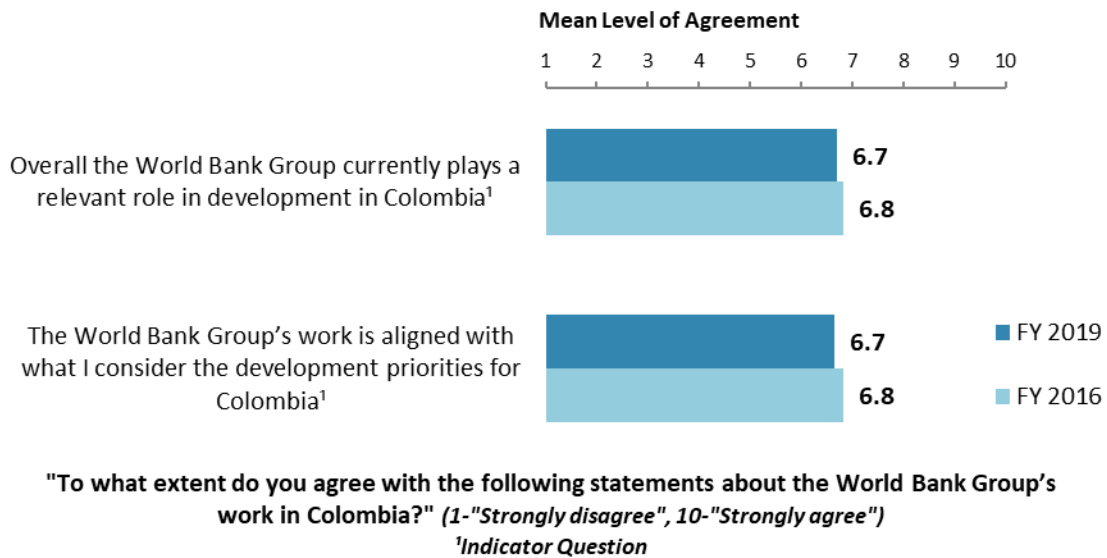 Mean Level of Agreement
1 2 3 4 5 6 7 8 9 10
Overall the World Bank Group currently plays a
relevant role in development in Colombia¹
6.7
6.8
The World Bank Group’s work is aligned with
what I consider the development priorities for
Colombia¹
6.7
6.8
FY 2019
FY 2016
"To what extent do you agree with the following statements about the World Bank Group’s
work in Colombia?" (1-"Strongly disagree", 10-"Strongly agree")
¹Indicator Question